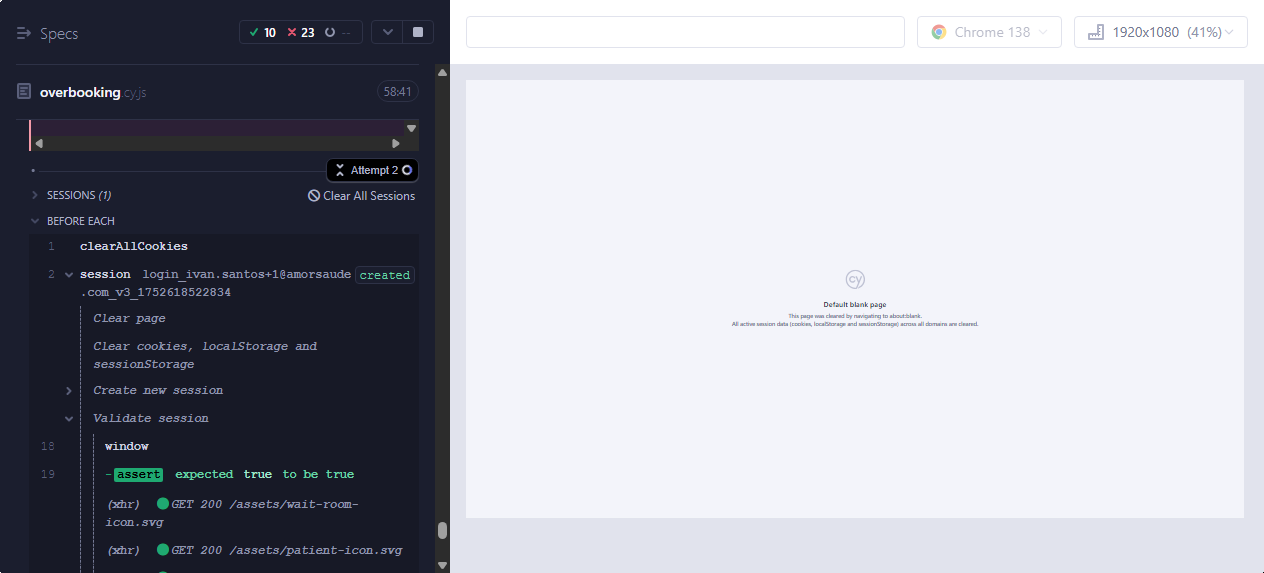 Specs
10 23 --
Chrome 138
1920x1080 (41%)
overbooking.cy.js
58:41
Attempt 2
SESSIONS (1)
Clear All Sessions
BEFORE EACH
1 clearAllCookies
2 session login_ivan.santos+1@amorsaude created
.com_v3_1752618522834
Clear page
Clear cookies, localStorage and
sessionStorage
Create new session
Validate session
18 window
19 -assert expected true to be true
(xhr) GET 200 /assets/wait-room-
icon.svg
(xhr) GET 200 /assets/patient-icon.svg
cy
Default blank page
This page was cleared by navigating to about:blank.
All active session data (cookies, localStorage and sessionStorage) across all domains are cleared.